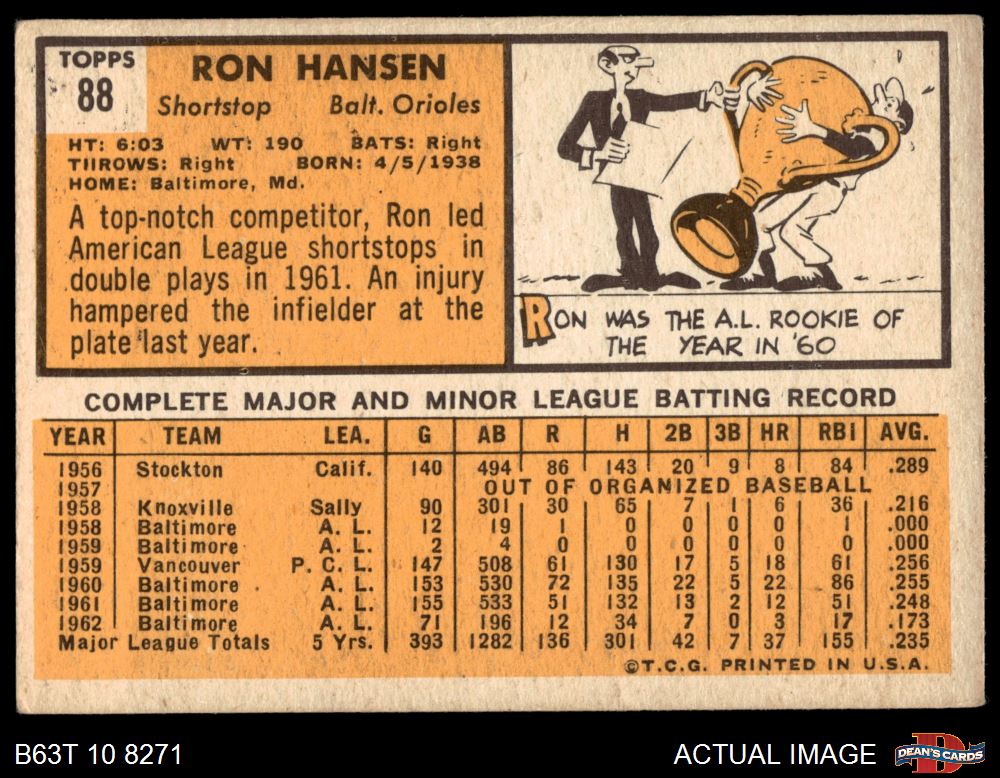 TOPPS
88
RON HANSEN
Shortstop Balt. Orioles
HT: 6:03 WT: 190 BATS: Right
THROWS: Right BORN: 4/5/1938
HOME: Baltimore, Md.
A top-notch competitor, Ron led
American League shortstops in
double plays in 1961. An injury
hampered the infielder at the
plate last year.
RON WAS THE A.L. ROOKIE OF
THE YEAR IN '60
COMPLETE MAJOR AND MINOR LEAGUE BATTING RECORD
YEAR TEAM LEA. G AB R H 2B 3B HR RBI AVG.
1956 Stockton Calif. 140 494 86 143 20 9 8 84 .289
1957 OUT OF ORGANIZED BASEBALL
1958 Knoxville Sally 90 301 30 65 7 1 6 36 .216
1958 Baltimore A. L. 12 19 1 0 0 0 0 1 .000
1959 Baltimore A. L. 2 4 0 0 0 0 0 0 .000
1959 Vancouver P. C. L. 147 508 61 130 17 5 18 61 .256
1960 Baltimore A. L. 153 530 72 135 22 5 22 86 .255
1961 Baltimore A. L. 155 533 51 132 13 2 12 51 .248
1962 Baltimore A. L. 71 196 12 34 7 0 3 17 .173
Major League Totals 5 Yrs. 393 1282 136 301 42 7 37 155 .235
©T.C.G. PRINTED IN U.S.A.
B63T 10 8271
ACTUAL IMAGE
DEAN'S CARDS